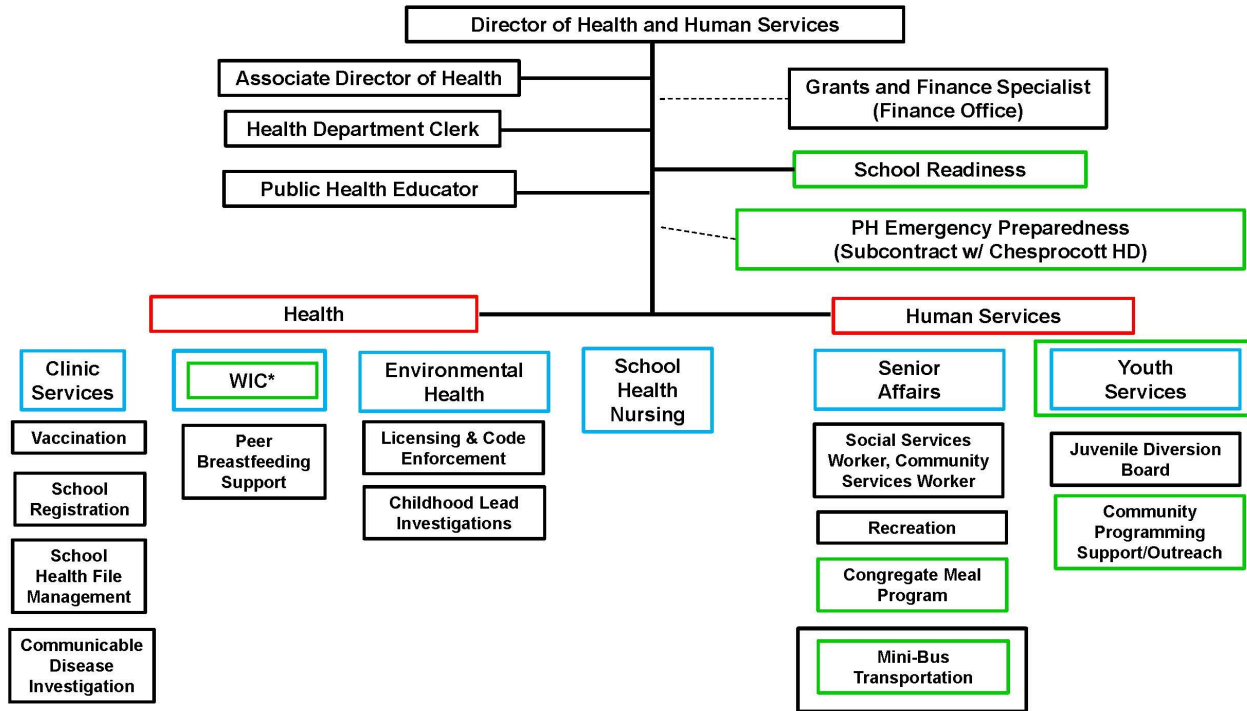 Director of Health and Human Services
Associate Director of Health
Grants and Finance Specialist
(Finance Office)
Health Department Clerk
School Readiness
Public Health Educator
PH Emergency Preparedness
(Subcontract w/ Chesprocott HD)
Health
Human Services
Clinic
Services
WIC*
Environmental
Health
School
Health
Nursing
Senior
Affairs
Youth
Services
Vaccination
School
Registration
School
Health File
Management
Communicable
Disease
Investigation
Peer
Breastfeeding
Support
Licensing & Code
Enforcement
Childhood Lead
Investigations
Social Services
Worker, Community
Services Worker
Recreation
Congregate Meal
Program
Mini-Bus
Transportation
Juvenile Diversion
Board
Community
Programming
Support/Outreach